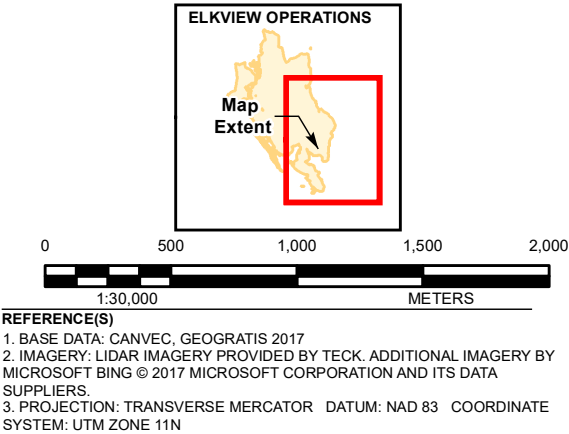 ELKVIEW OPERATIONS
Map
Extent
0 500 1,000 1,500 2,000
1:30,000 METERS
REFERENCE(S)
1. BASE DATA: CANVEC, GEOGRATIS 2017
2. IMAGERY: LIDAR IMAGERY PROVIDED BY TECK. ADDITIONAL IMAGERY BY
MICROSOFT BING © 2017 MICROSOFT CORPORATION AND ITS DATA
SUPPLIERS.
3. PROJECTION: TRANSVERSE MERCATOR DATUM: NAD 83 COORDINATE
SYSTEM: UTM ZONE 11N